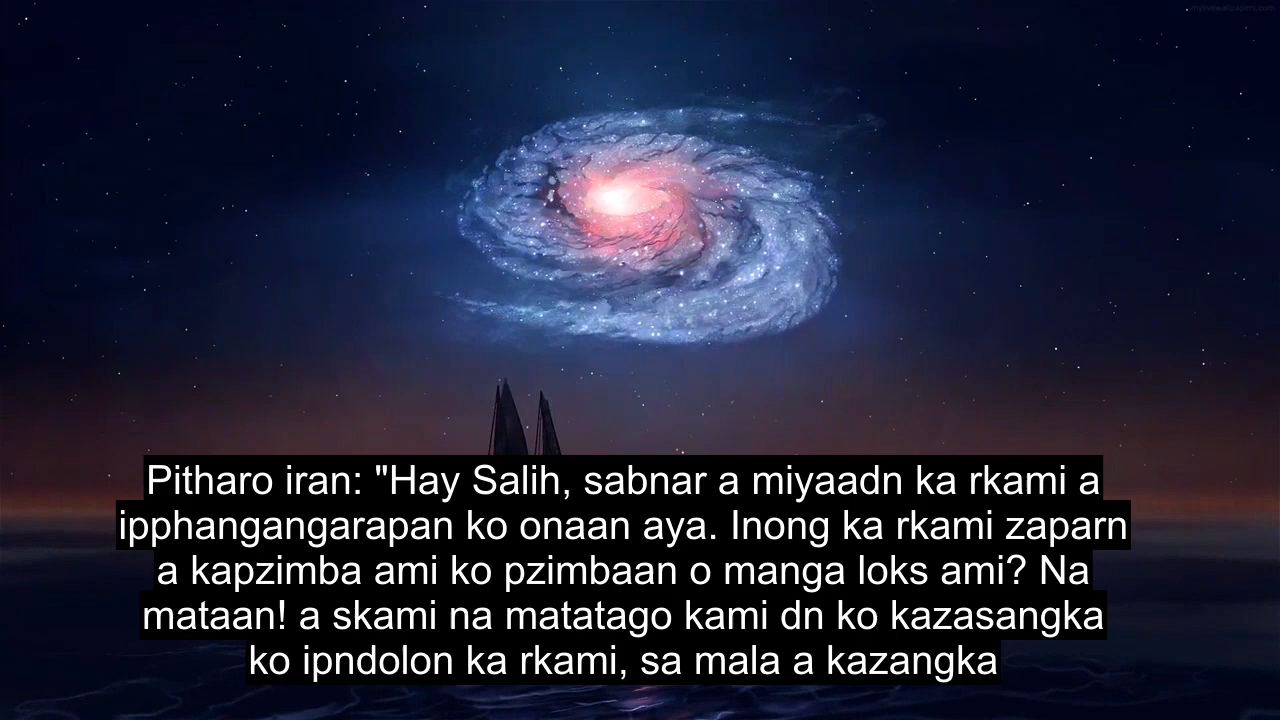 mylivewallpapers.com
Pitharo iran: "Hay Salih, sabnar a miyaadn ka rkami a
ipphangangarapan ko onaan aya. Inong ka rkami zaparn
a kapzimba ami ko pzimbaan o manga loks ami? Na
mataan! a skami na matatago kami dn ko kazasangka
ko ipndolon ka rkami, sa mala a kazangka